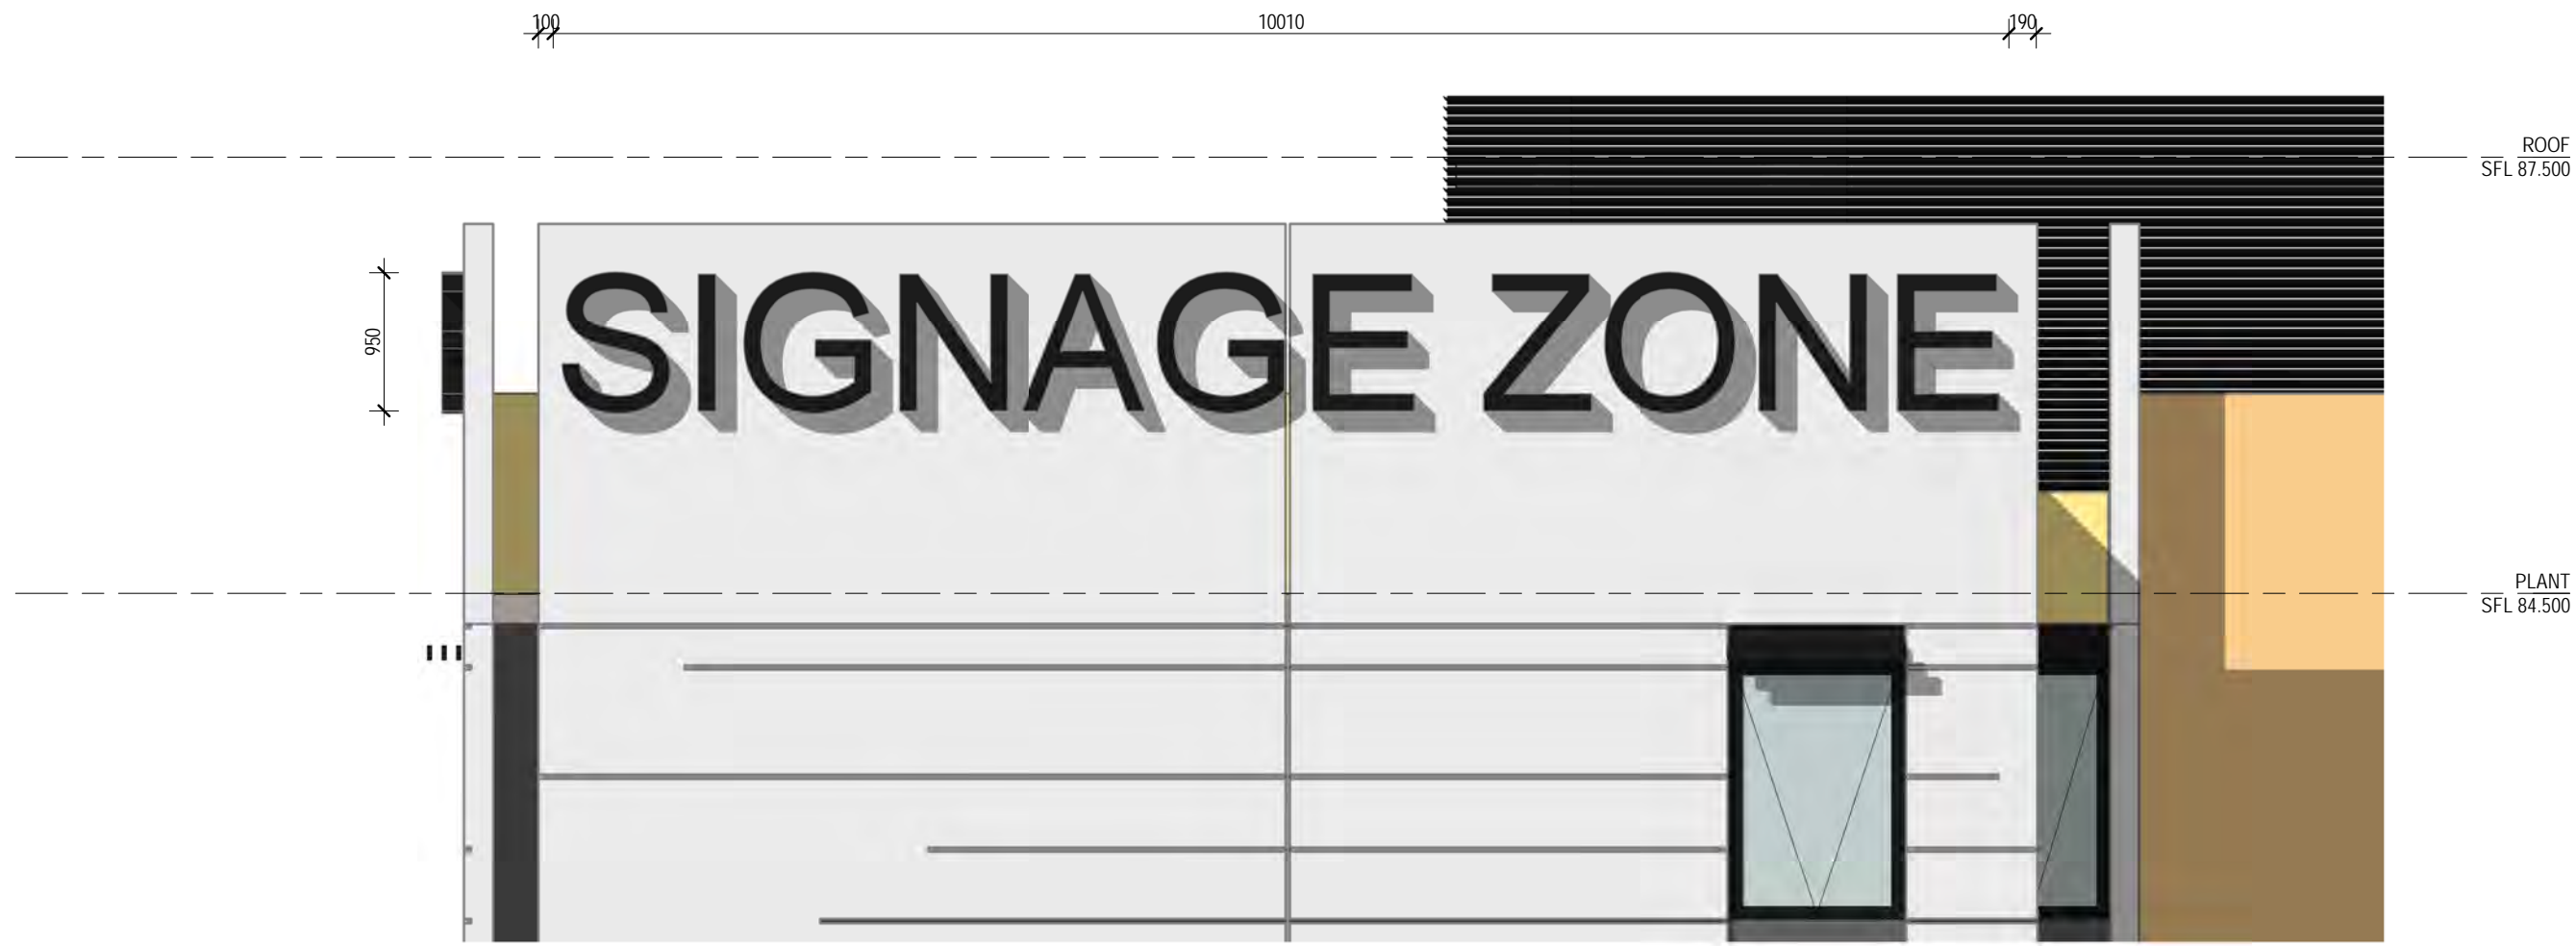 100 10010 190
ROOF
SFL 87.500
SIGNAGE ZONE
950
PLANT
SFL 84.500